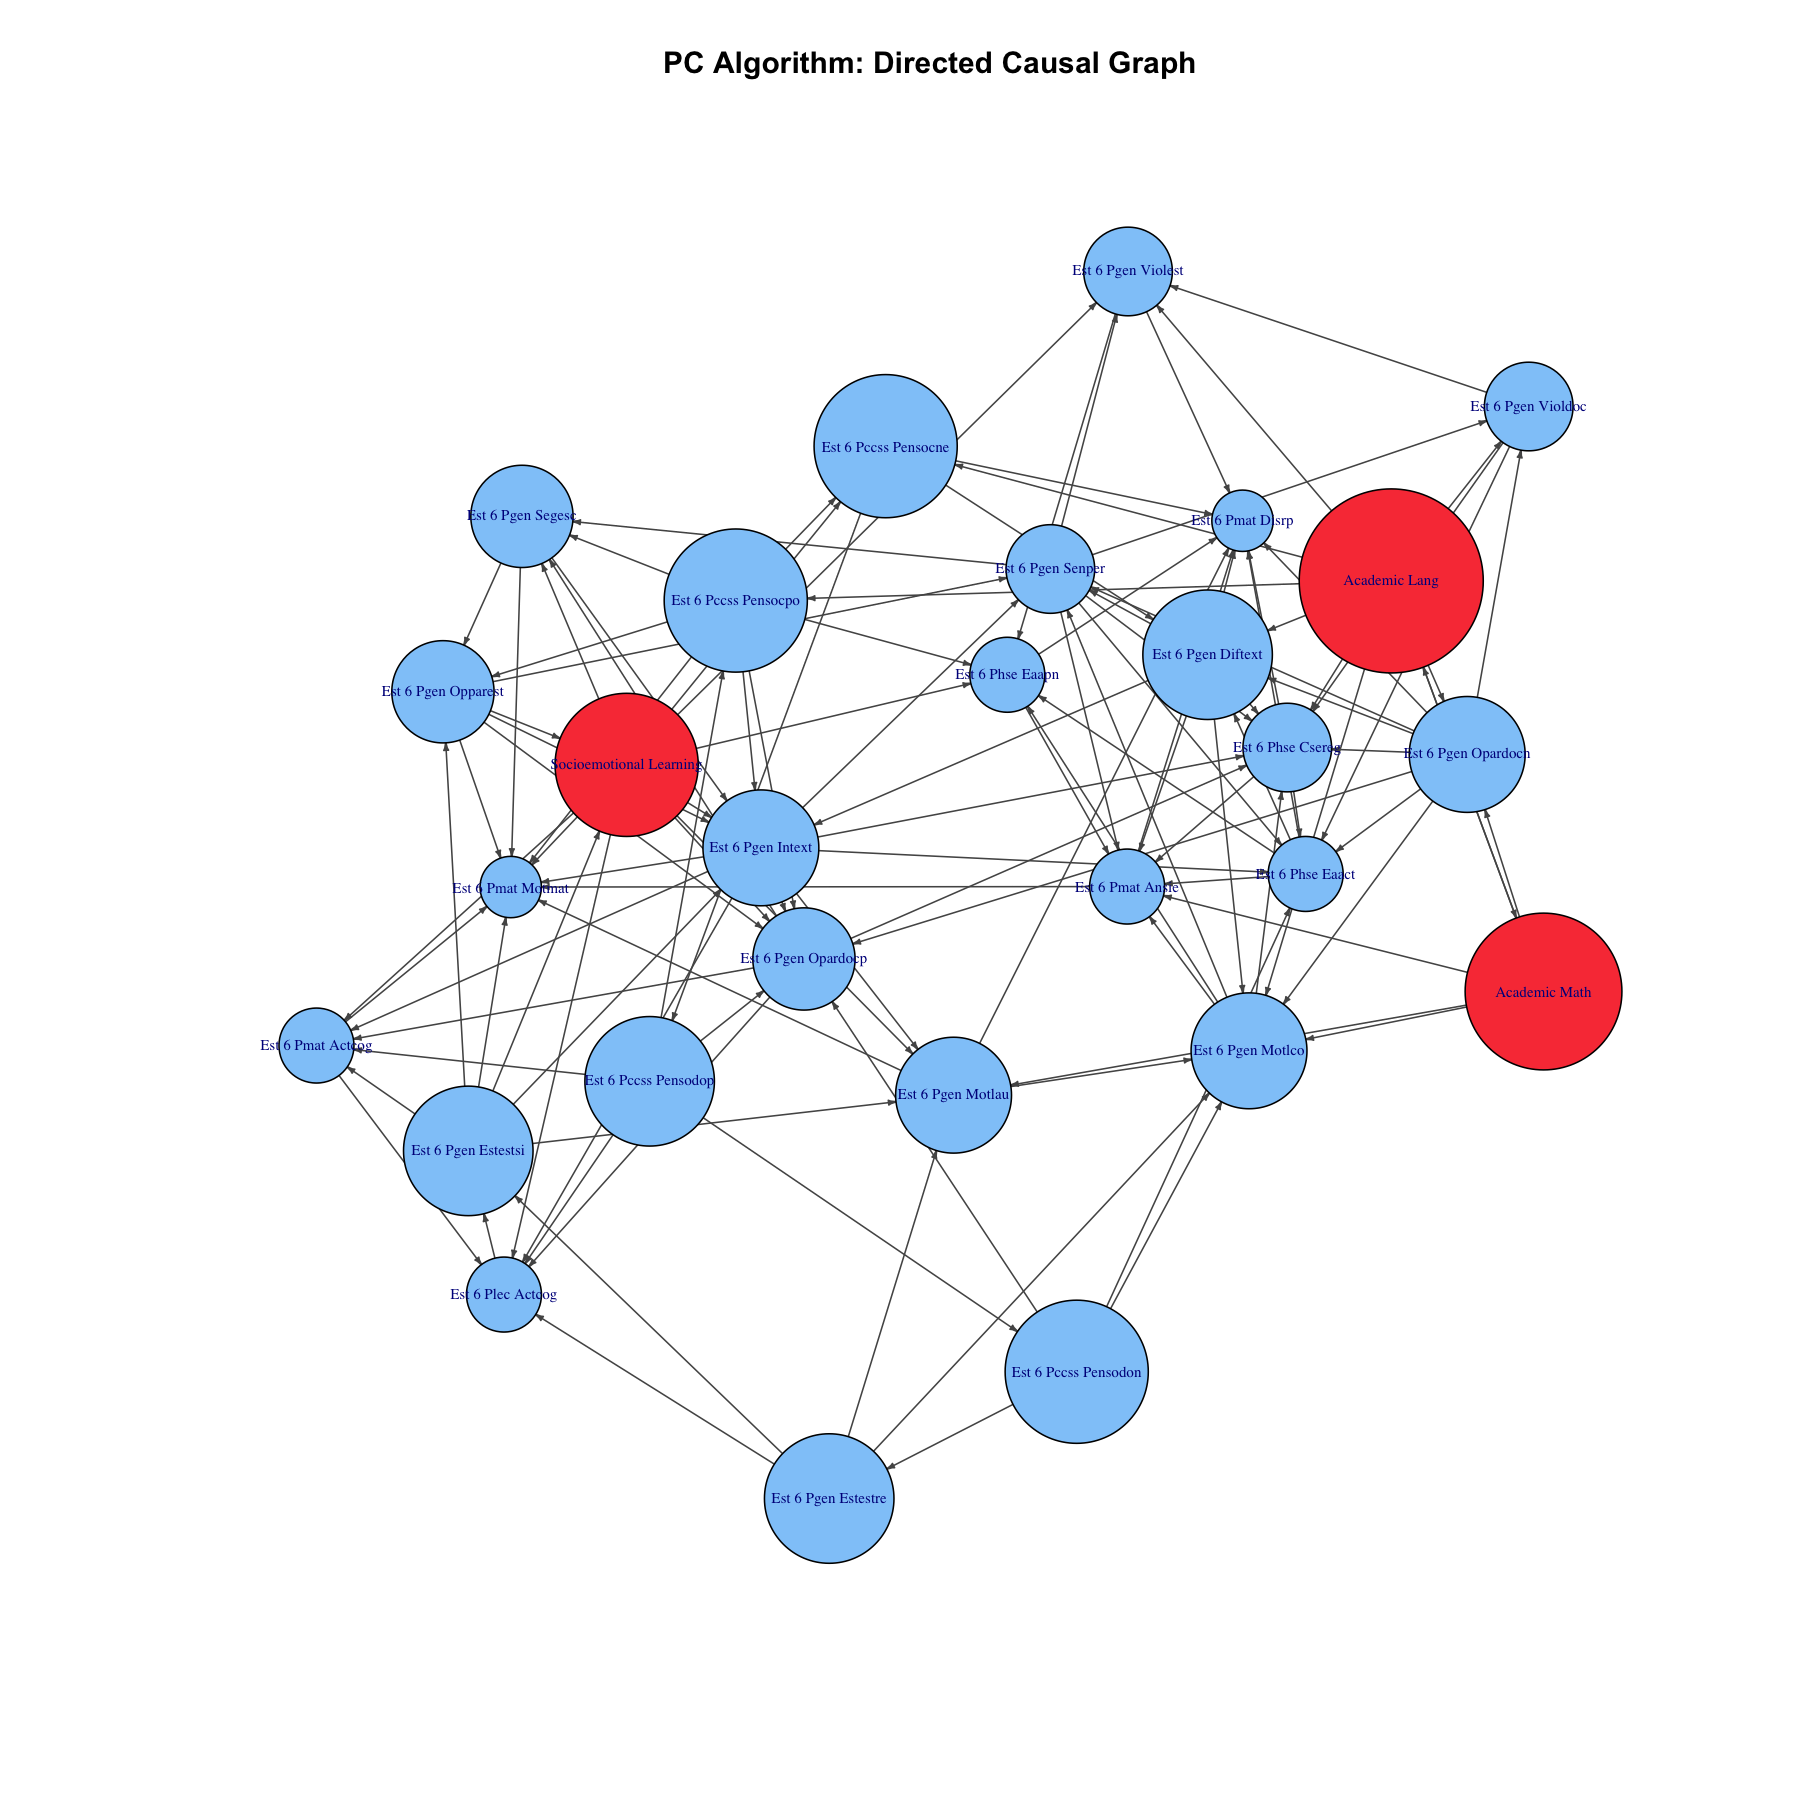 PC Algorithm: Directed Causal Graph
Est 6 Pgen Violest
Est 6 Pgen Violdoc
Est 6 Pccss Pensocne
Est 6 Pgen Segesc
Est 6 Pmat Disrp
Est 6 Pgen Senper
Academic Lang
Est 6 Pccss Pensocpo
Est 6 Pgen Diftext
Est 6 Phse Eaapn
Est 6 Pgen Opparest
Est 6 Phse Csereg
Est 6 Pgen Opardocn
Socioemotional Learning
Est 6 Pgen Intext
Est 6 Phse Eaact
Est 6 Pmat Motmat
Est 6 Pmat Ansie
Est 6 Pgen Opardocp
Academic Math
Est 6 Pmat Actcog
Est 6 Pgen Motlco
Est 6 Pccss Pensodop
Est 6 Pgen Motlau
Est 6 Pgen Estestsi
Est 6 Plec Actcog
Est 6 Pccss Pensodon
Est 6 Pgen Estestre